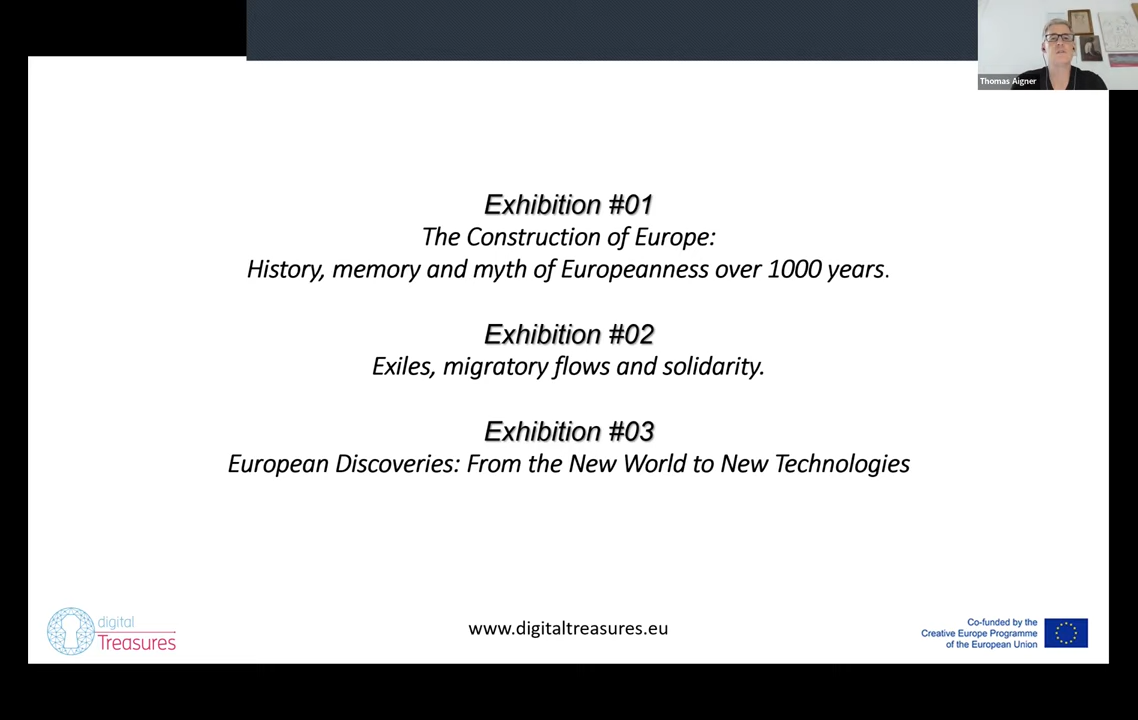 Thomas Aigner
Exhibition #01
The Construction of Europe:
History, memory and myth of Europeanness over 1000 years.
Exhibition #02
Exiles, migratory flows and solidarity.
Exhibition #03
European Discoveries: From the New World to New Technologies
digital
Treasures
www.digitaltreasures.eu
Co-funded by the
Creative Europe Programme
of the European Union